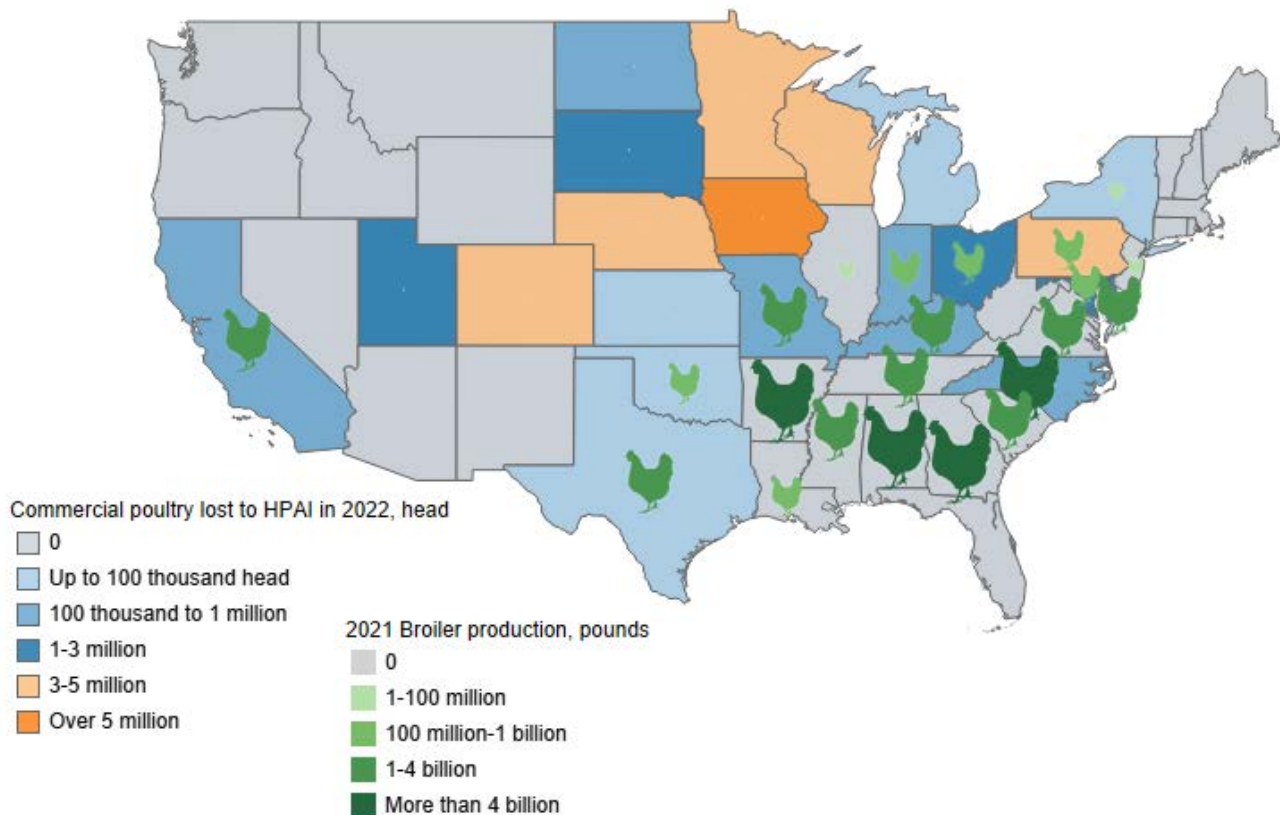 Commercial poultry lost to HPAI in 2022, head
0
Up to 100 thousand head
100 thousand to 1 million
1-3 million
3-5 million
Over 5 million
2021 Broiler production, pounds
0
1-100 million
100 million-1 billion
1-4 billion
More than 4 billion